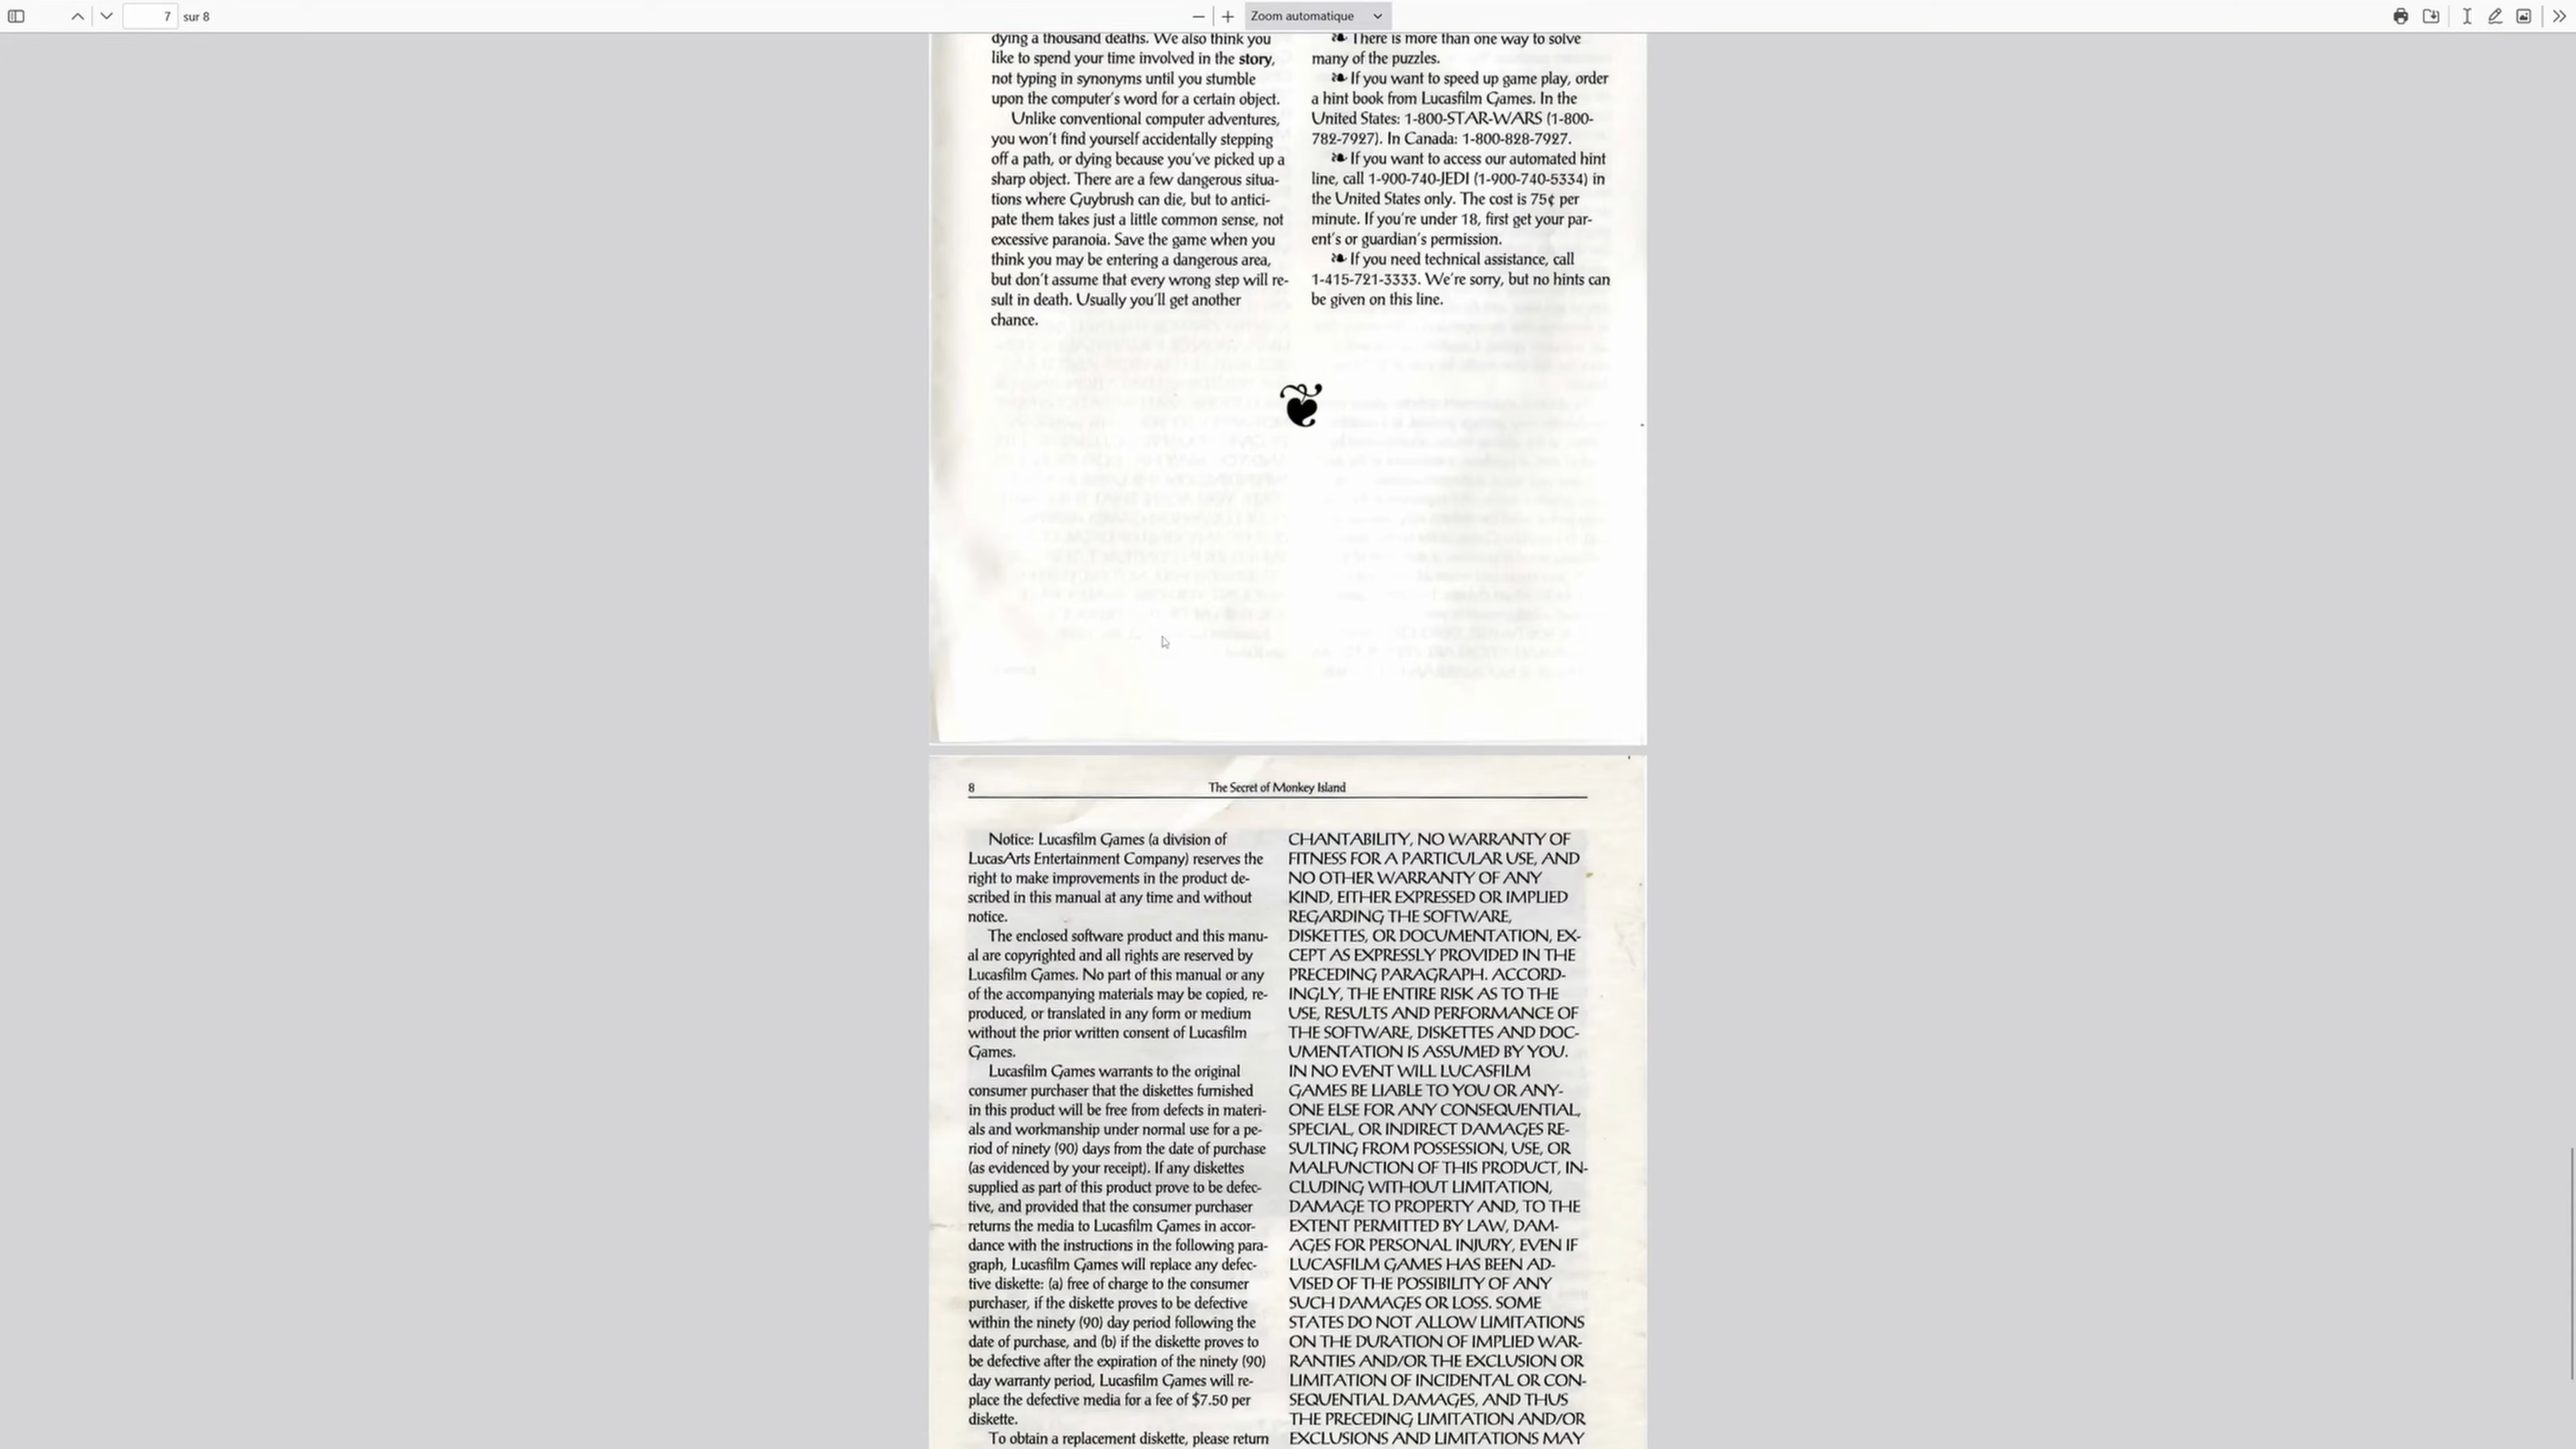 7 sur 8
Zoom automatique
dying a thousand deaths. We also think you
like to spend your time involved in the story,
not typing in synonyms until you stumble
upon the computer's word for a certain object.
Unlike conventional computer adventures,
you won't find yourself accidentally stepping
off a path, or dying because you've picked up a
sharp object. There are a few dangerous situa-
tions where Guybrush can die, but to antici-
pate them takes just a little common sense, not
excessive paranoia. Save the game when you
think you may be entering a dangerous area,
but don't assume that every wrong step will re-
sult in death. Usually you'll get another
chance.
❧ There is more than one way to solve
many of the puzzles.
❧ If you want to speed up game play, order
a hint book from Lucasfilm Games. In the
United States: 1-800-STAR-WARS (1-800-
782-7927). In Canada: 1-800-828-7927.
❧ If you want to access our automated hint
line, call 1-900-740-JEDI (1-900-740-5334) in
the United States only. The cost is 75¢ per
minute. If you're under 18, first get your par-
ent's or guardian's permission.
❧ If you need technical assistance, call
1-415-721-3333. We're sorry, but no hints can
be given on this line.
8 The Secret of Monkey Island
Notice: Lucasfilm Games (a division of
LucasArts Entertainment Company) reserves the
right to make improvements in the product de-
scribed in this manual at any time and without
notice.
The enclosed software product and this manu-
al are copyrighted and all rights are reserved by
Lucasfilm Games. No part of this manual or any
of the accompanying materials may be copied, re-
produced, or translated in any form or medium
without the prior written consent of Lucasfilm
Games.
Lucasfilm Games warrants to the original
consumer purchaser that the diskettes furnished
in this product will be free from defects in materi-
als and workmanship under normal use for a pe-
riod of ninety (90) days from the date of purchase
(as evidenced by your receipt). If any diskettes
supplied as part of this product prove to be defec-
tive, and provided that the consumer purchaser
returns the media to Lucasfilm Games in accor-
dance with the instructions in the following para-
graph, Lucasfilm Games will replace any defec-
tive diskette: (a) free of charge to the consumer
purchaser, if the diskette proves to be defective
within the ninety (90) day period following the
date of purchase, and (b) if the diskette proves to
be defective after the expiration of the ninety (90)
day warranty period, Lucasfilm Games will re-
place the defective media for a fee of $7.50 per
diskette.
To obtain a replacement diskette, please return
CHANTABILITY, NO WARRANTY OF
FITNESS FOR A PARTICULAR USE, AND
NO OTHER WARRANTY OF ANY
KIND, EITHER EXPRESSED OR IMPLIED
REGARDING THE SOFTWARE,
DISKETTES, OR DOCUMENTATION, EX-
CEPT AS EXPRESSLY PROVIDED IN THE
PRECEDING PARAGRAPH. ACCORD-
INGLY, THE ENTIRE RISK AS TO THE
USE, RESULTS AND PERFORMANCE OF
THE SOFTWARE, DISKETTES AND DOC-
UMENTATION IS ASSUMED BY YOU.
IN NO EVENT WILL LUCASFILM
GAMES BE LIABLE TO YOU OR ANY-
ONE ELSE FOR ANY CONSEQUENTIAL,
SPECIAL, OR INDIRECT DAMAGES RE-
SULTING FROM POSSESSION, USE, OR
MALFUNCTION OF THIS PRODUCT, IN-
CLUDING WITHOUT LIMITATION,
DAMAGE TO PROPERTY AND, TO THE
EXTENT PERMITTED BY LAW, DAM-
AGES FOR PERSONAL INJURY, EVEN IF
LUCASFILM GAMES HAS BEEN AD-
VISED OF THE POSSIBILITY OF ANY
SUCH DAMAGES OR LOSS. SOME
STATES DO NOT ALLOW LIMITATIONS
ON THE DURATION OF IMPLIED WAR-
RANTIES AND/OR THE EXCLUSION OR
LIMITATION OF INCIDENTAL OR CON-
SEQUENTIAL DAMAGES, AND THUS
THE PRECEDING LIMITATION AND/OR
EXCLUSIONS AND LIMITATIONS MAY